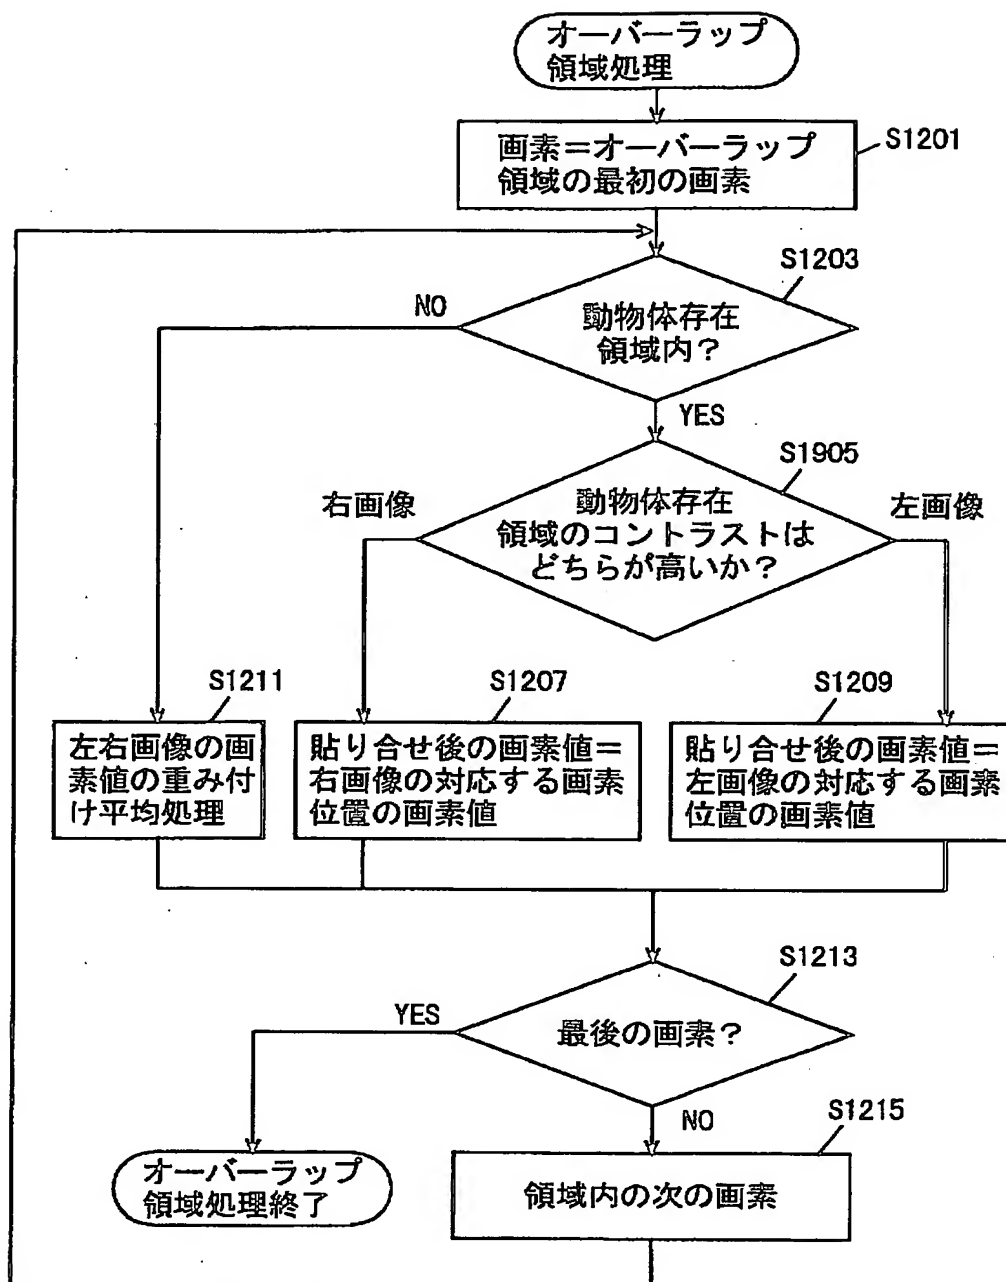 オーバーラップ
領域処理
画素＝オーバーラップ
領域の最初の画素
S1201
S1203
動物体存在
領域内？
NO
YES
S1905
動物体存在
領域のコントラストは
どちらが高いか？
右画像
左画像
S1211
左右画像の画
素値の重み付
け平均処理
S1207
貼り合せ後の画素値＝
右画像の対応する画素
位置の画素値
S1209
貼り合せ後の画素値＝
左画像の対応する画素
位置の画素値
S1213
最後の画素？
YES
NO
オーバーラップ
領域処理終了
S1215
領域内の次の画素